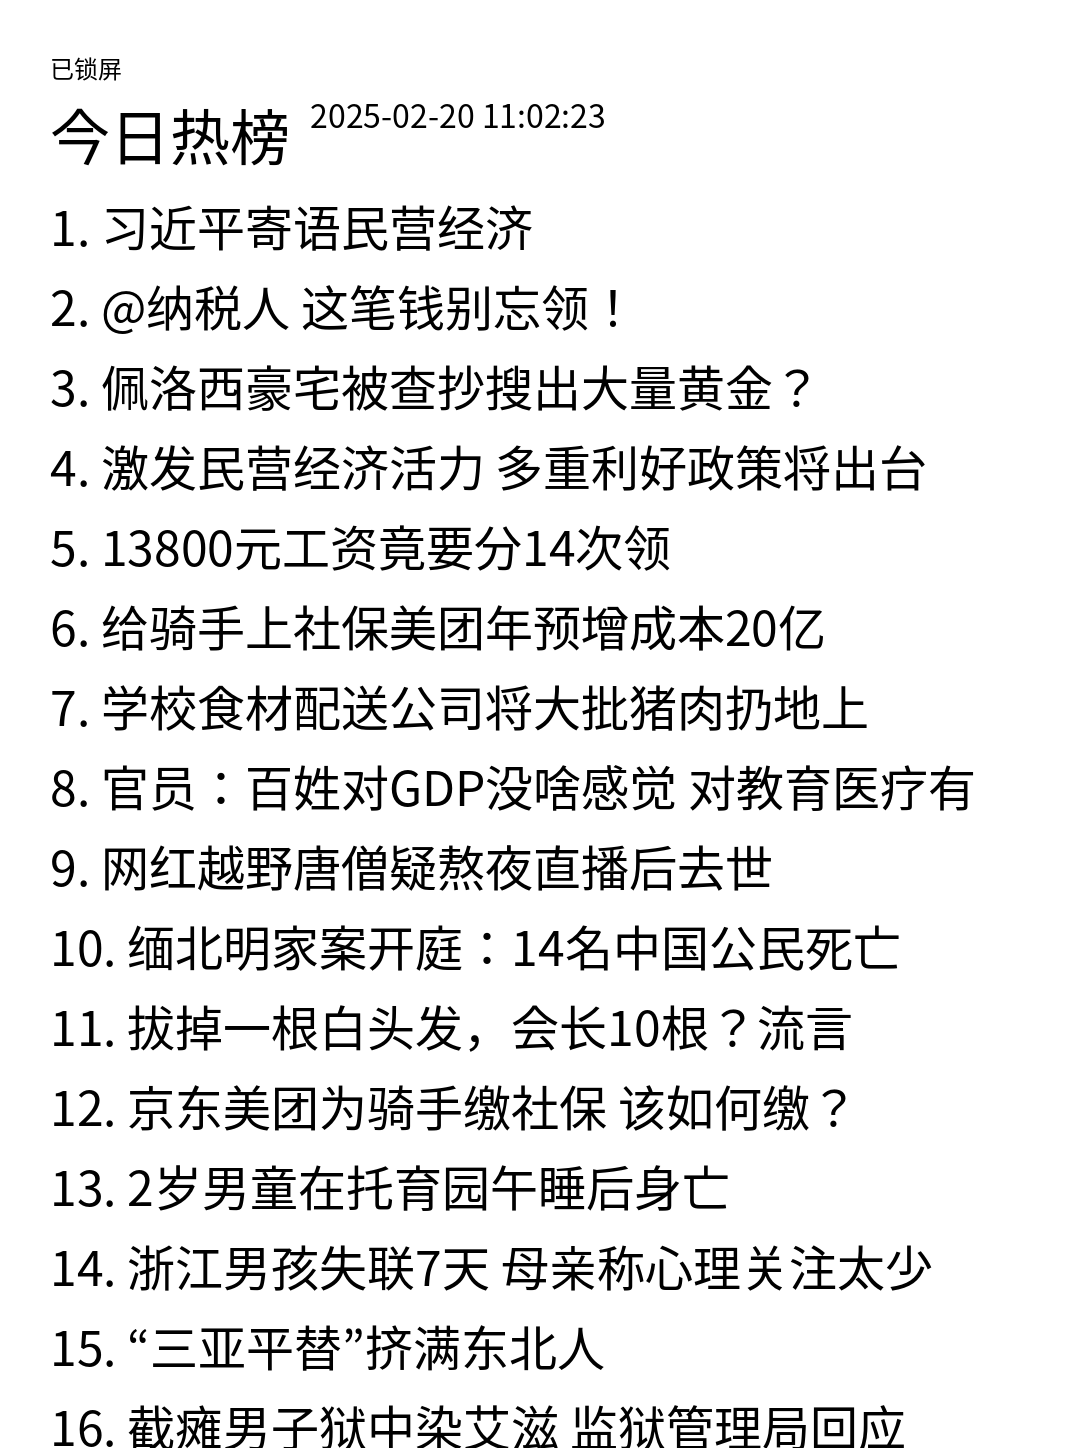 已锁屏
今日热榜 2025-02-20 11:02:23
1. 习近平寄语民营经济
2. @纳税人 这笔钱别忘领！
3. 佩洛西豪宅被查抄搜出大量黄金？
4. 激发民营经济活力 多重利好政策将出台
5. 13800元工资竟要分14次领
6. 给骑手上社保美团年预增成本20亿
7. 学校食材配送公司将大批猪肉扔地上
8. 官员：百姓对GDP没啥感觉 对教育医疗有
9. 网红越野唐僧疑熬夜直播后去世
10. 缅北明家案开庭：14名中国公民死亡
11. 拔掉一根白头发，会长10根？流言
12. 京东美团为骑手缴社保 该如何缴？
13. 2岁男童在托育园午睡后身亡
14. 浙江男孩失联7天 母亲称心理关注太少
15. “三亚平替”挤满东北人
16. 截瘫男子狱中染艾滋 监狱管理局回应